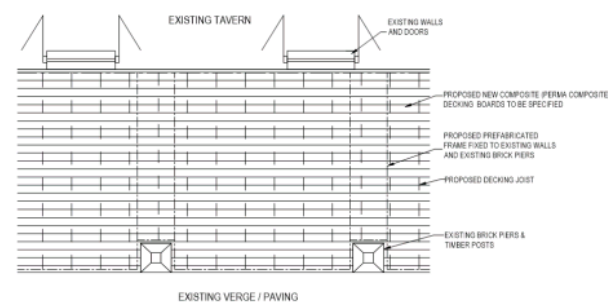 EXISTING TAVERN
EXISTING WALLS
AND DOORS
PROPOSED NEW COMPOSITE (PERMA COMPOSITE
DECKING BOARDS TO BE SPECIFIED
PROPOSED PREFABRICATED
FRAME FIXED TO EXISTING WALLS
AND EXISTING BRICK PIERS
PROPOSED DECKING JOIST
EXISTING BRICK PIERS &
TIMBER POSTS
EXISTING VERGE / PAVING